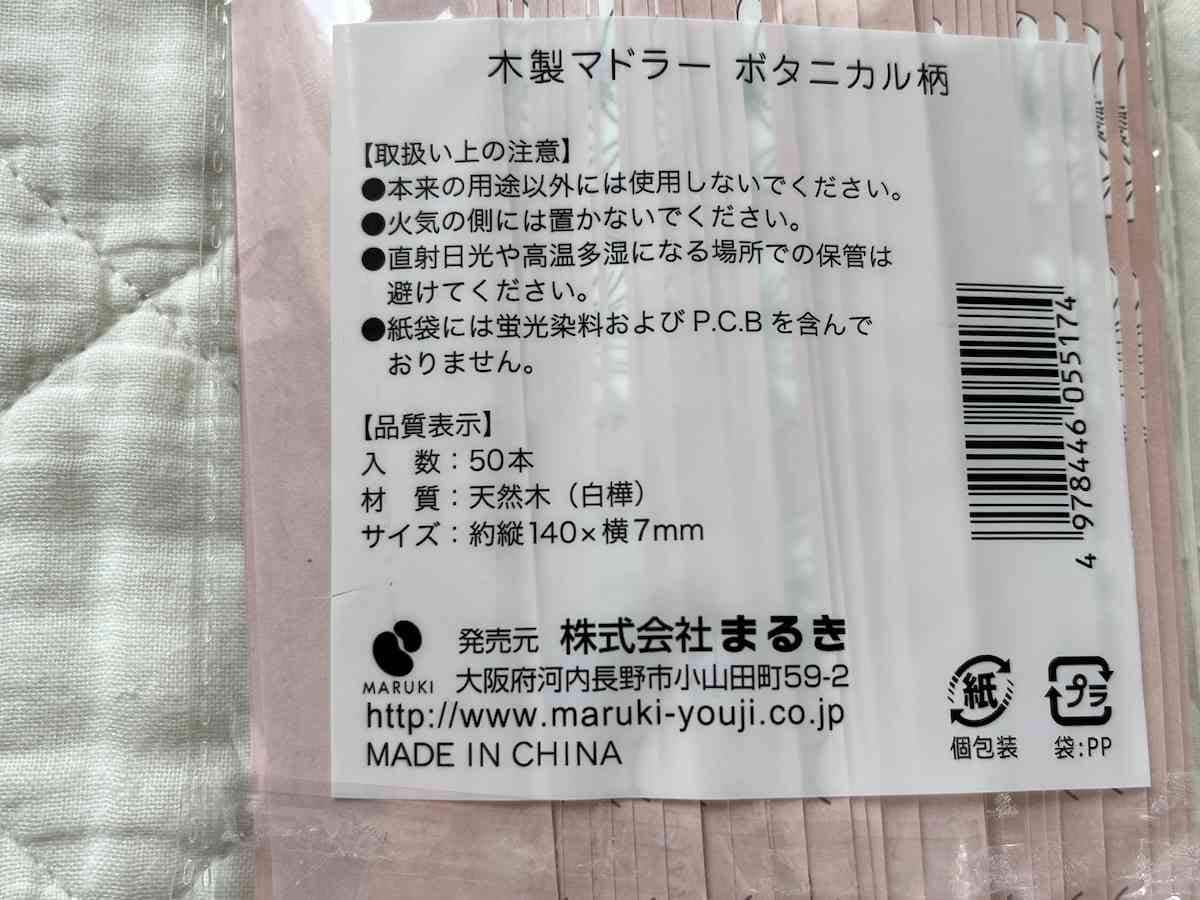 木製マドラー ボタニカル柄
【取扱い上の注意】
●本来の用途以外には使用しないでください。
●火気の側には置かないでください。
●直射日光や高温多湿になる場所での保管は
避けてください。
●紙袋には蛍光染料およびP.C.Bを含んで
おりません。
【品質表示】
入 数：50本
材 質：天然木（白樺）
サイズ：約縦140×横7mm
4 978446 055174
MARUKI
発売元 株式会社まるき
大阪府河内長野市小山田町59-2
http://www.maruki-youji.co.jp
MADE IN CHINA
紙
個包装
プラ
袋:PP